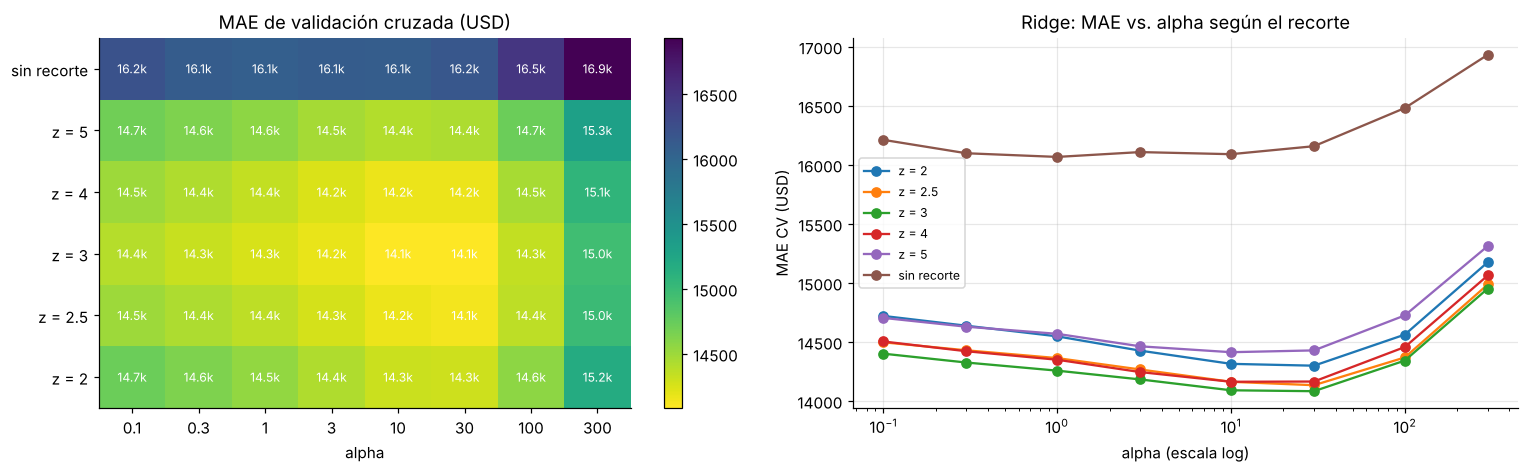 MAE de validación cruzada (USD)
sin recorte 16.2k 16.1k 16.1k 16.1k 16.1k 16.2k 16.5k 16.9k
z = 5 14.7k 14.6k 14.6k 14.5k 14.4k 14.4k 14.7k 15.3k
z = 4 14.5k 14.4k 14.4k 14.2k 14.2k 14.2k 14.5k 15.1k
z = 3 14.4k 14.3k 14.3k 14.2k 14.1k 14.1k 14.3k 15.0k
z = 2.5 14.5k 14.4k 14.4k 14.3k 14.2k 14.1k 14.4k 15.0k
z = 2 14.7k 14.6k 14.5k 14.4k 14.3k 14.3k 14.6k 15.2k
0.1 0.3 1 3 10 30 100 300
alpha
16500
16000
15500
15000
14500
Ridge: MAE vs. alpha según el recorte
MAE CV (USD)
17000
16500
16000
15500
15000
14500
14000
z = 2
z = 2.5
z = 3
z = 4
z = 5
sin recorte
10⁻¹ 10⁰ 10¹ 10²
alpha (escala log)